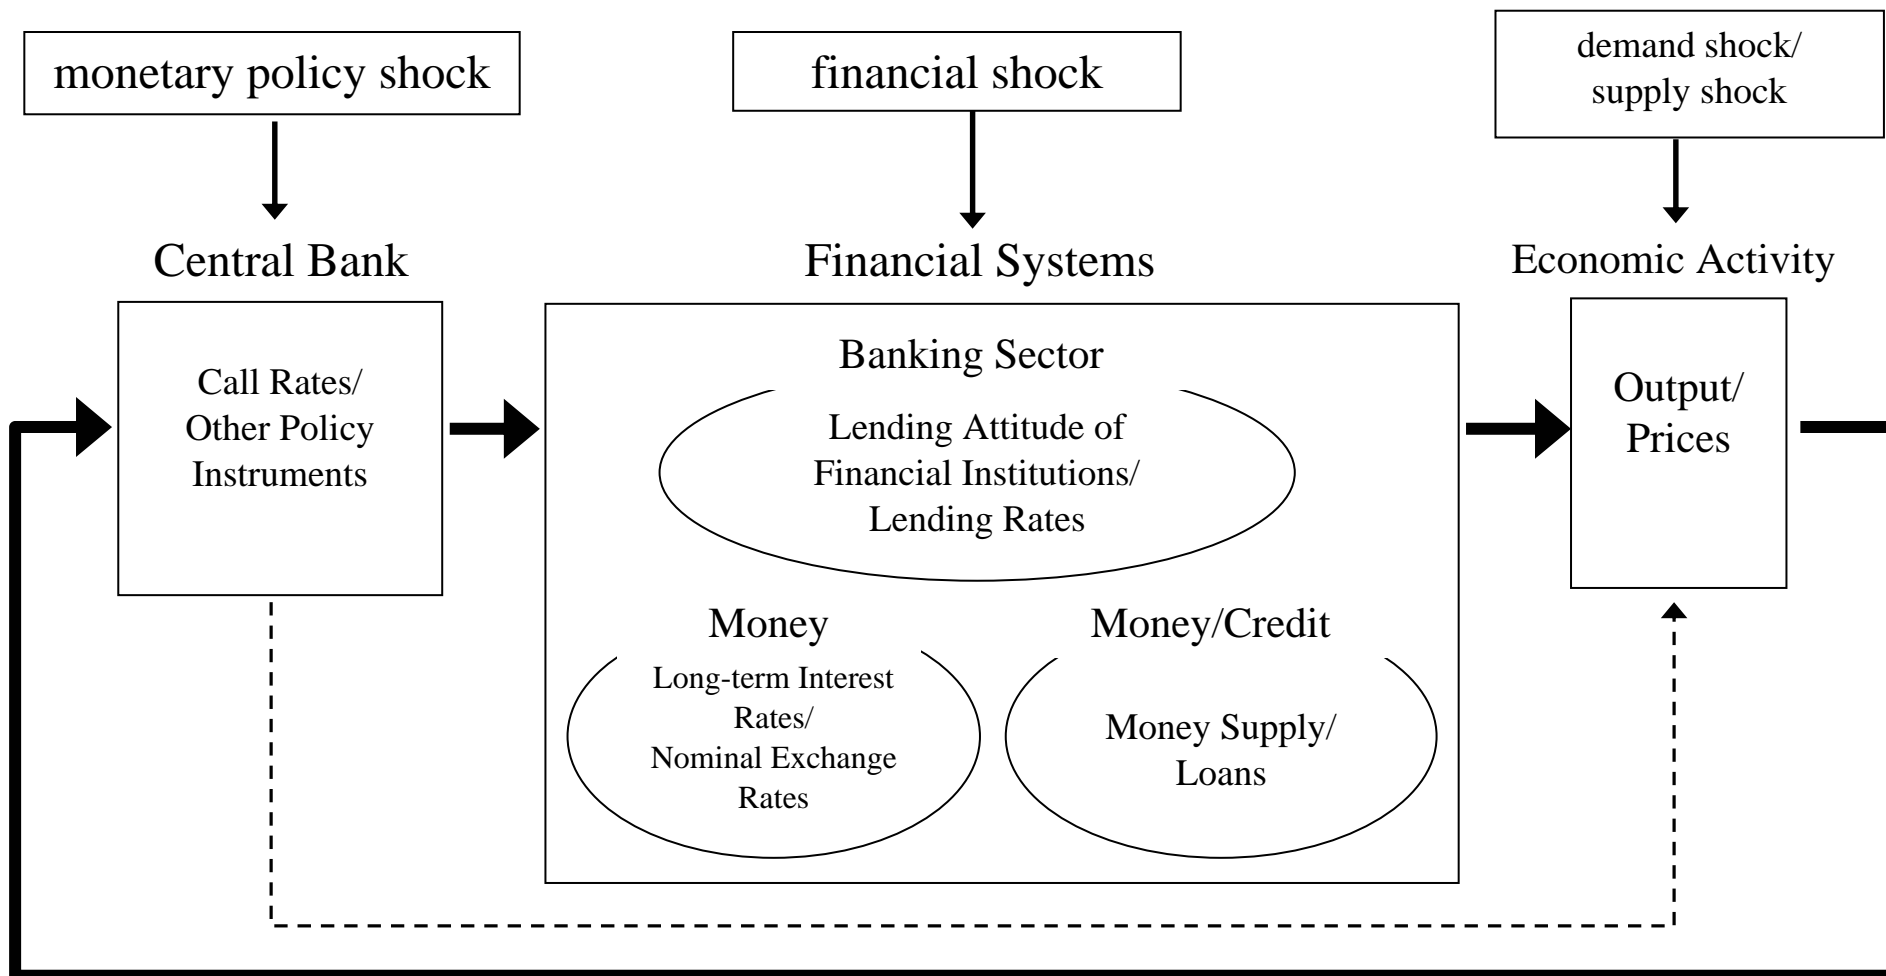 monetary policy shock
financial shock
demand shock/
supply shock
Central Bank
Financial Systems
Economic Activity
Call Rates/
Other Policy
Instruments
Banking Sector
Lending Attitude of
Financial Institutions/
Lending Rates
Money
Long-term Interest
Rates/
Nominal Exchange
Rates
Money/Credit
Money Supply/
Loans
Output/
Prices